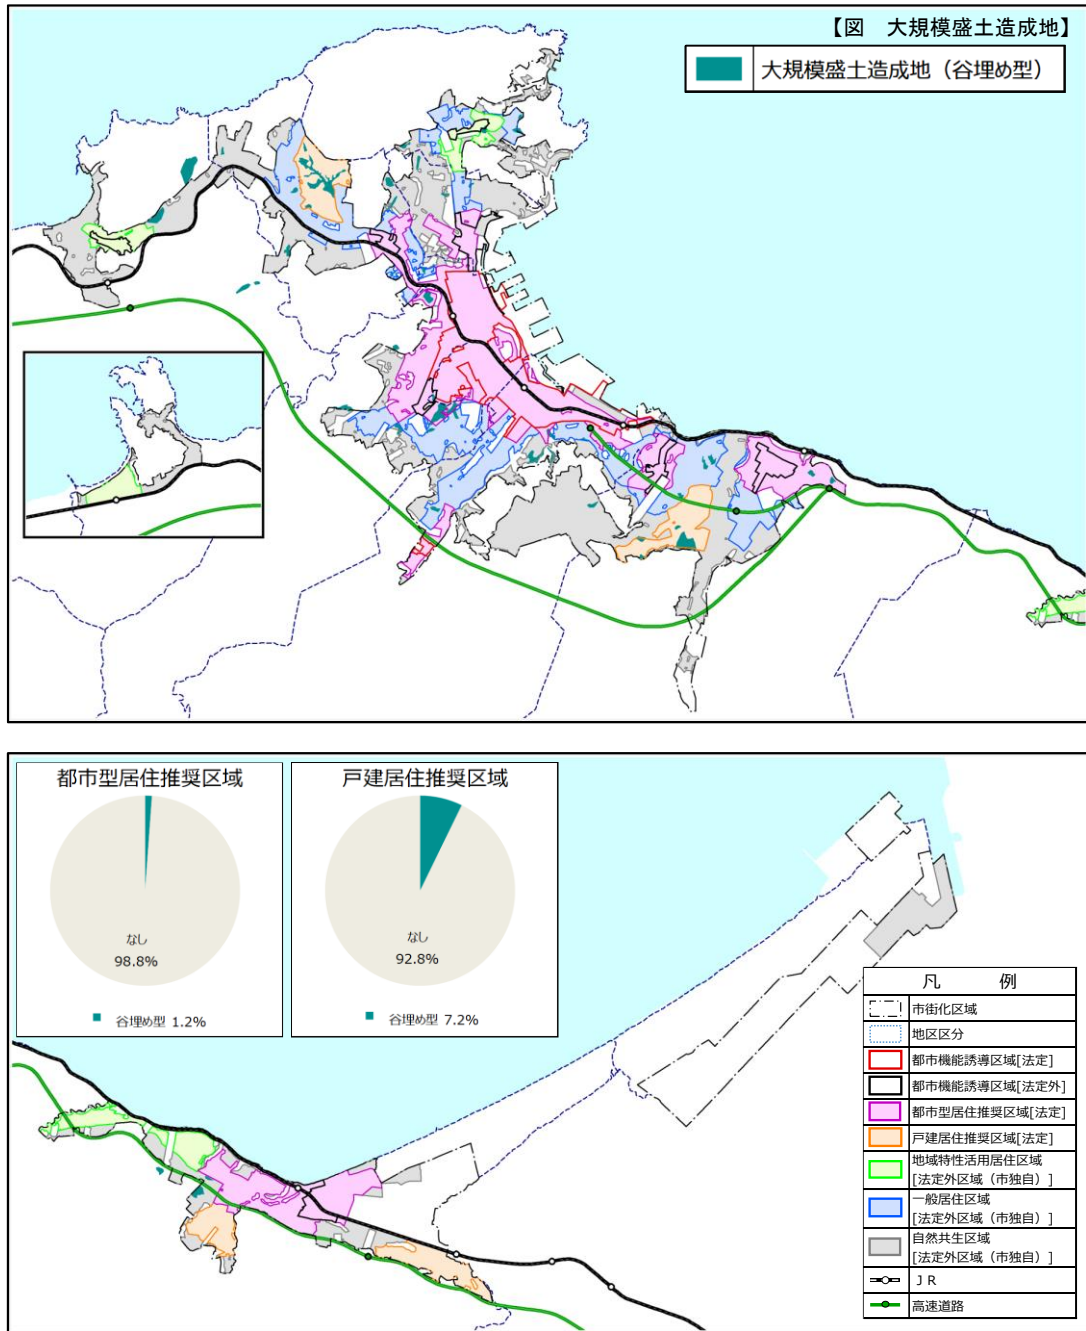 【図　大規模盛土造成地】
大規模盛土造成地（谷埋め型）
都市型居住推奨区域
なし
98.8%
谷埋め型 1.2%
戸建居住推奨区域
なし
92.8%
谷埋め型 7.2%
凡　例
市街化区域
地区区分
都市機能誘導区域[法定]
都市機能誘導区域[法定外]
都市型居住推奨区域[法定]
戸建居住推奨区域[法定]
地域特性活用居住区域
[法定外区域（市独自）]
一般居住区域
[法定外区域（市独自）]
自然共生区域
[法定外区域（市独自）]
ＪＲ
高速道路